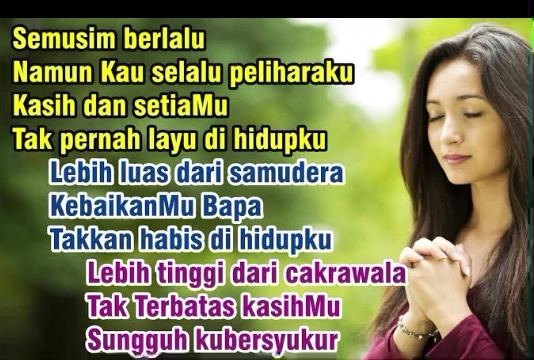 Semusim berlalu
Namun Kau selalu peliharaku
Kasih dan setiaMu
Tak pernah layu di hidupku
Lebih luas dari samudera
KebaikanMu Bapa
Takkan habis di hidupku
Lebih tinggi dari cakrawala
Tak Terbatas kasihMu
Sungguh kubersyukur